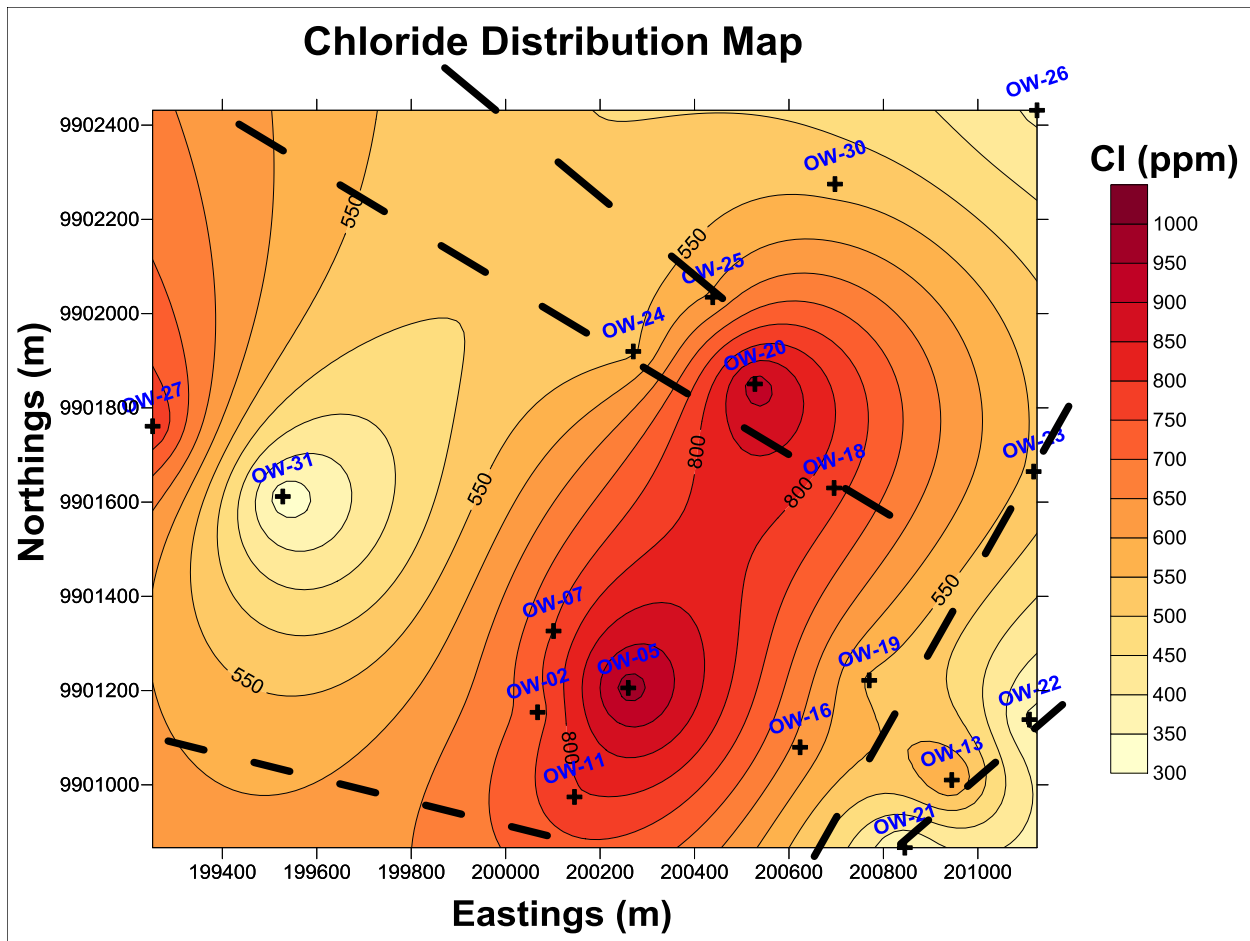 Chloride Distribution Map
OW-26
9902400
OW-30
Cl (ppm)
9902200
550
550
1000
OW-25
950
9902000
OW-24
900
OW-20
850
OW-27
800
9901800
OW-23
750
OW-31
800
OW-18
700
Northings (m)
9901600
550
800
650
600
9901400
OW-07
550
550
OW-05
OW-19
500
550
9901200
OW-02
OW-22
450
OW-16
400
800
OW-13
350
9901000
OW-11
300
OW-21
199400
199600
199800
200000
200200
200400
200600
200800
201000
Eastings (m)